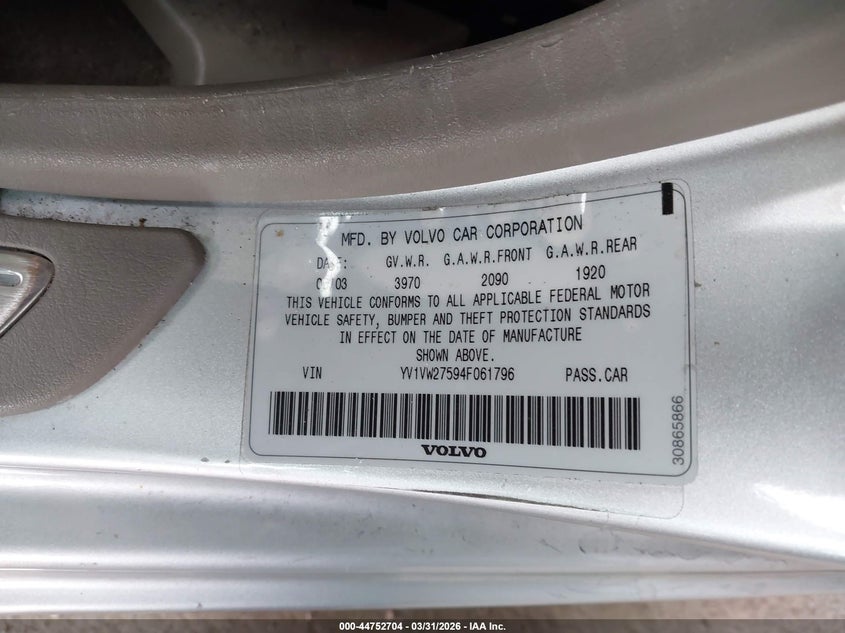 MFD. BY VOLVO CAR CORPORATION
DATE: GV.W.R. G.A.W.R.FRONT G.A.W.R.REAR
3970 2090 1920
THIS VEHICLE CONFORMS TO ALL APPLICABLE FEDERAL MOTOR
VEHICLE SAFETY, BUMPER AND THEFT PROTECTION STANDARDS
IN EFFECT ON THE DATE OF MANUFACTURE
SHOWN ABOVE.
VIN YV1VW27594F061796 PASS.CAR
VOLVO
30865866
000-44752704 - 03/31/2026 - IAA Inc.